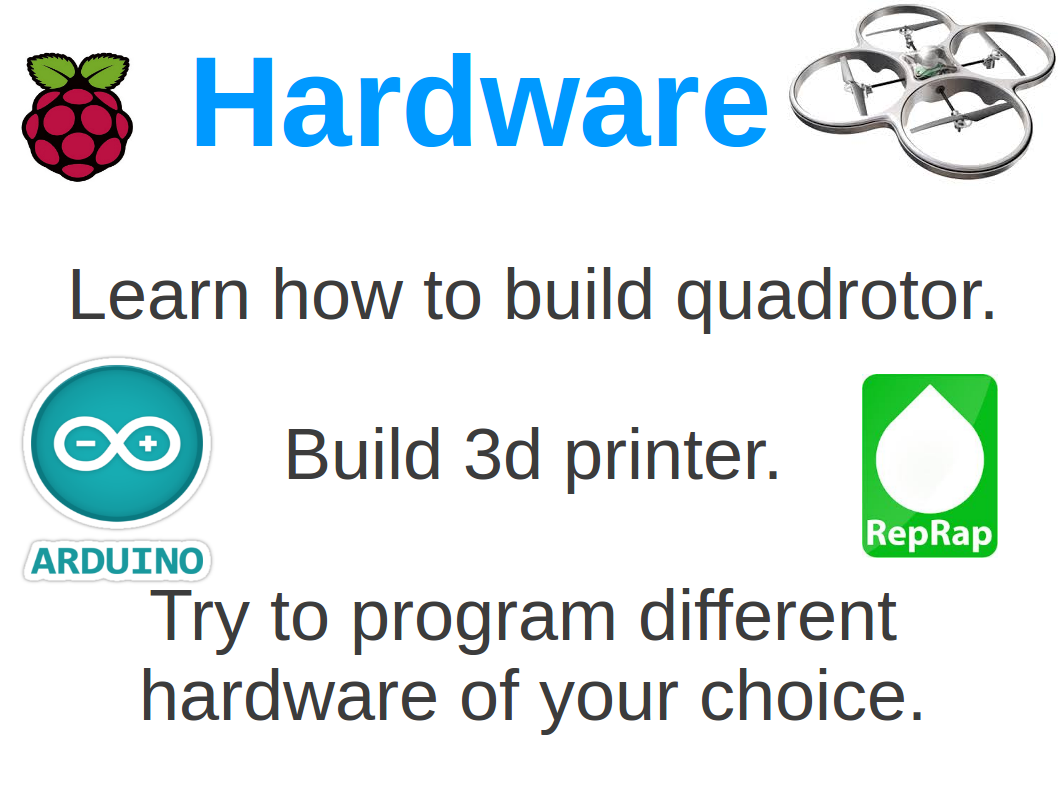 Hardware
Learn how to build quadrotor.
Build 3d printer.
RepRap
ARDUINO
Try to program different
hardware of your choice.